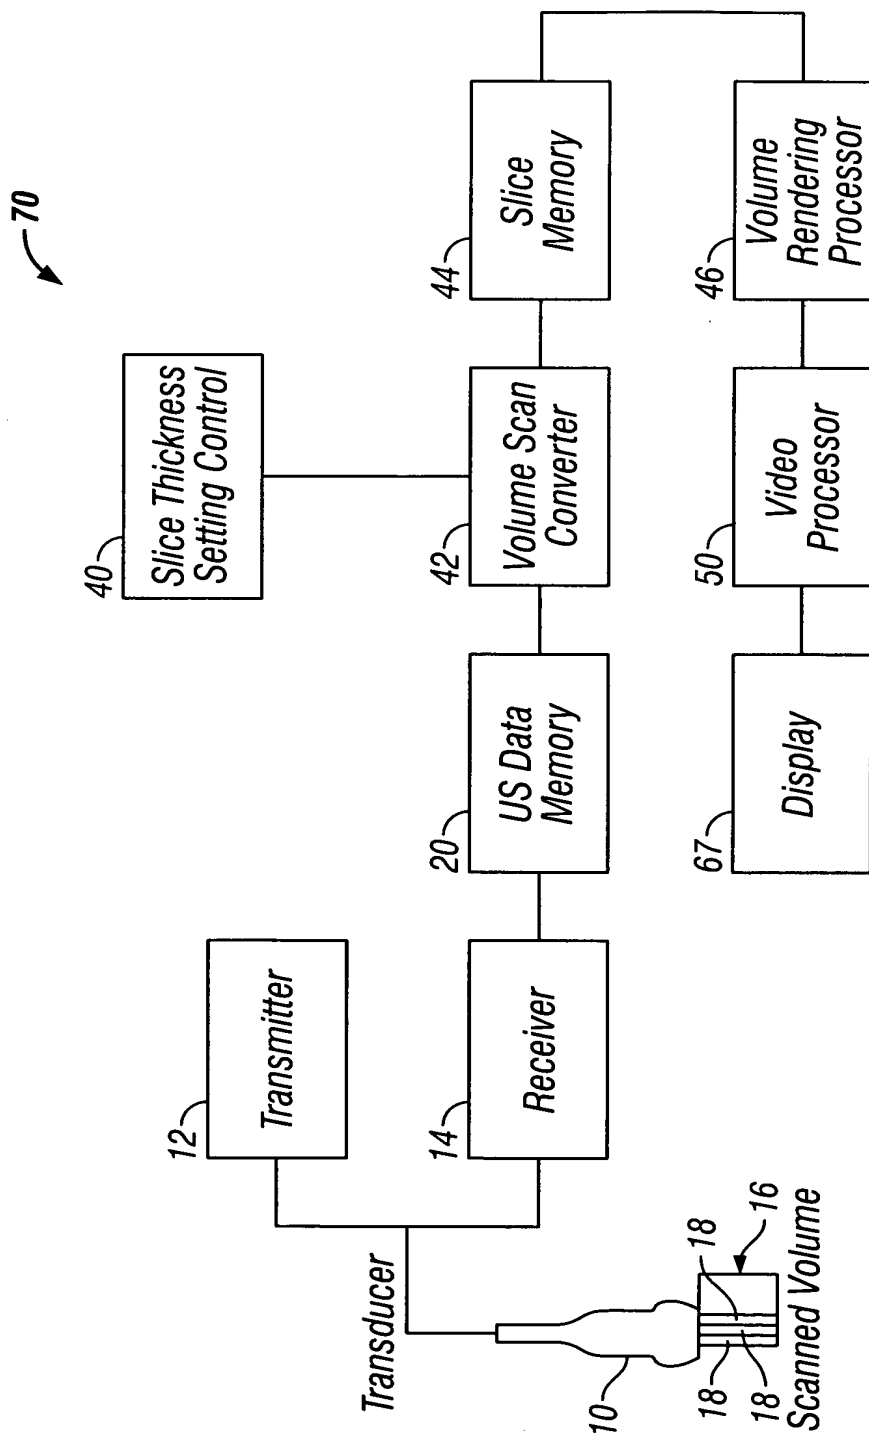 70
40
Slice Thickness
Setting Control
12
Transmitter
Transducer
14
Receiver
20
US Data
Memory
42
Volume Scan
Converter
44
Slice
Memory
10
18
18
18
16
Scanned Volume
67
Display
50
Video
Processor
46
Volume
Rendering
Processor